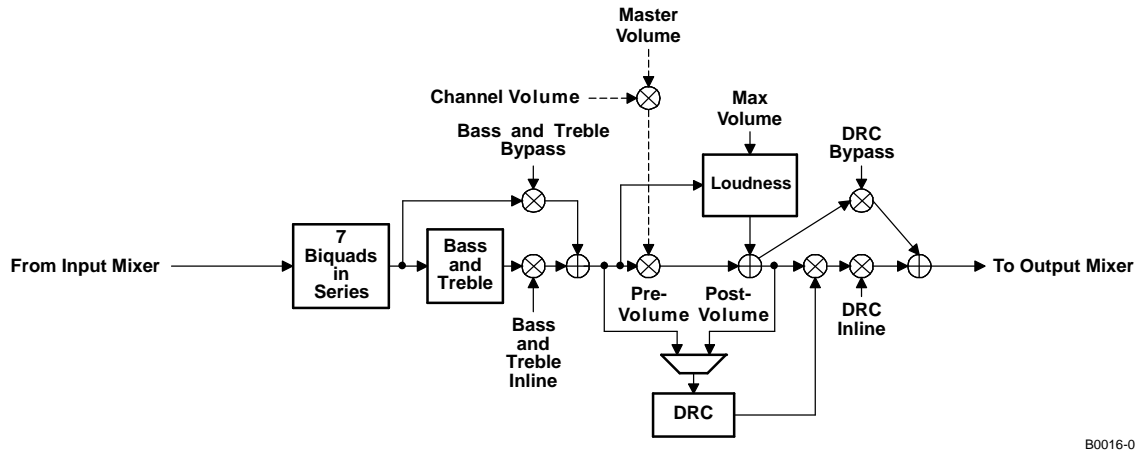 Master
Volume
Channel Volume
Max
Volume
Bass and Treble
Bypass
DRC
Bypass
Loudness
7
Biquads
in
Series
Bass
and
Treble
From Input Mixer
To Output Mixer
Pre-
Volume
Post-
Volume
DRC
Inline
Bass
and
Treble
Inline
DRC
B0016-0